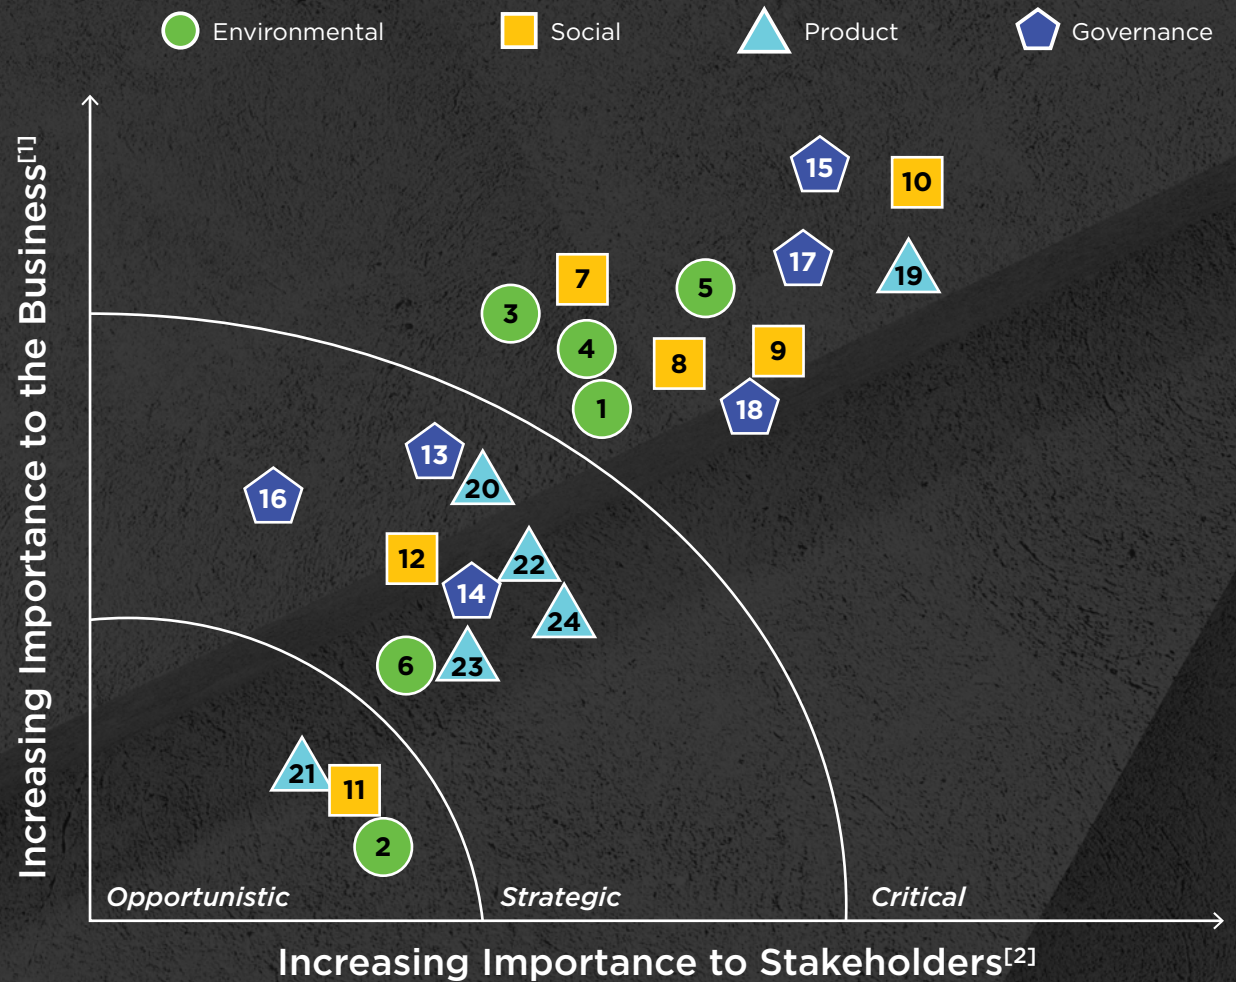 Environmental
Social
Product
Governance
Increasing Importance to the Business[1]
15
10
17
19
7
5
3
4
9
8
1
18
13
20
16
12
22
14
24
6
23
21
11
2
Opportunistic
Strategic
Critical
Increasing Importance to Stakeholders[2]